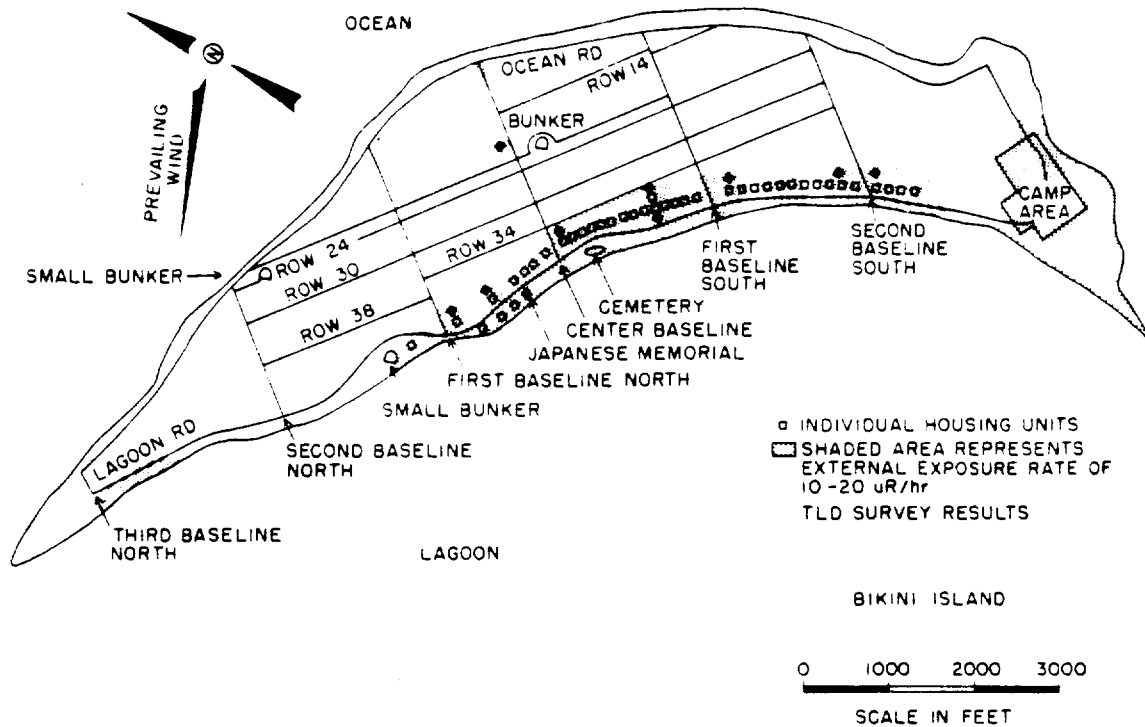 OCEAN
N
PREVAILING
WIND
OCEAN RD
ROW 14
BUNKER
SMALL BUNKER
ROW 24
ROW 30
ROW 34
ROW 38
CAMP
AREA
FIRST
BASELINE
SOUTH
SECOND
BASELINE
SOUTH
CEMETERY
CENTER BASELINE
JAPANESE MEMORIAL
FIRST BASELINE NORTH
SMALL BUNKER
SECOND BASELINE
NORTH
LAGOON RD
THIRD BASELINE
NORTH
LAGOON
INDIVIDUAL HOUSING UNITS
SHADED AREA REPRESENTS
EXTERNAL EXPOSURE RATE OF
10-20 uR/hr
TLD SURVEY RESULTS
BIKINI ISLAND
0 1000 2000 3000
SCALE IN FEET